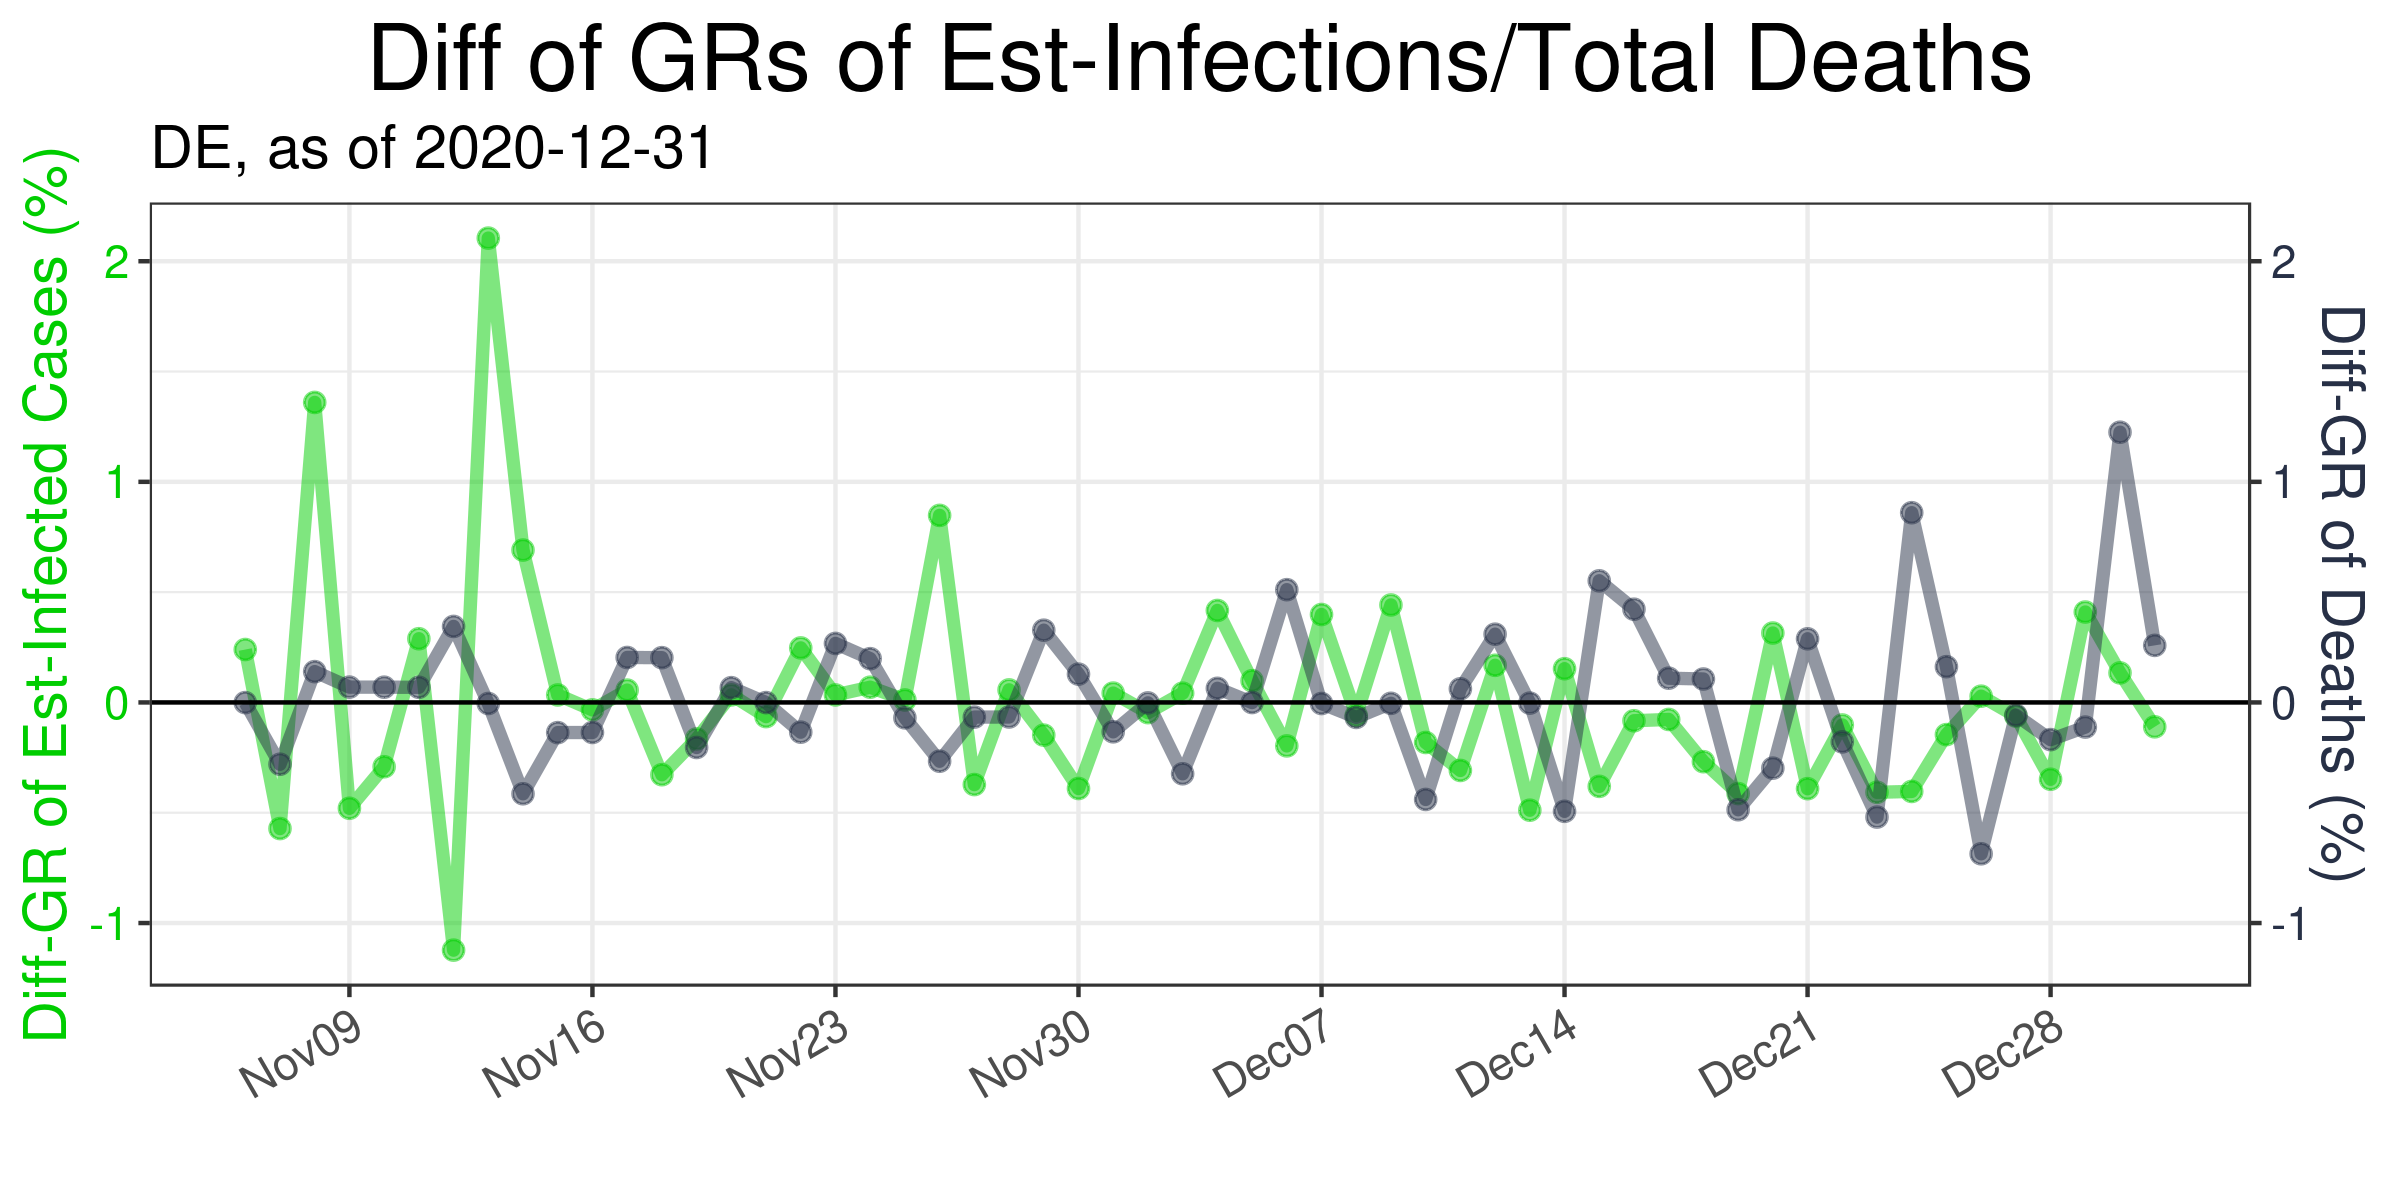 Diff of GRs of Est-Infections/Total Deaths
DE, as of 2020-12-31
Diff-GR of Est-Infected Cases (%)
2
1
0
-1
2
1
0
-1
Diff-GR of Deaths (%)
Nov09
Nov16
Nov23
Nov30
Dec07
Dec14
Dec21
Dec28